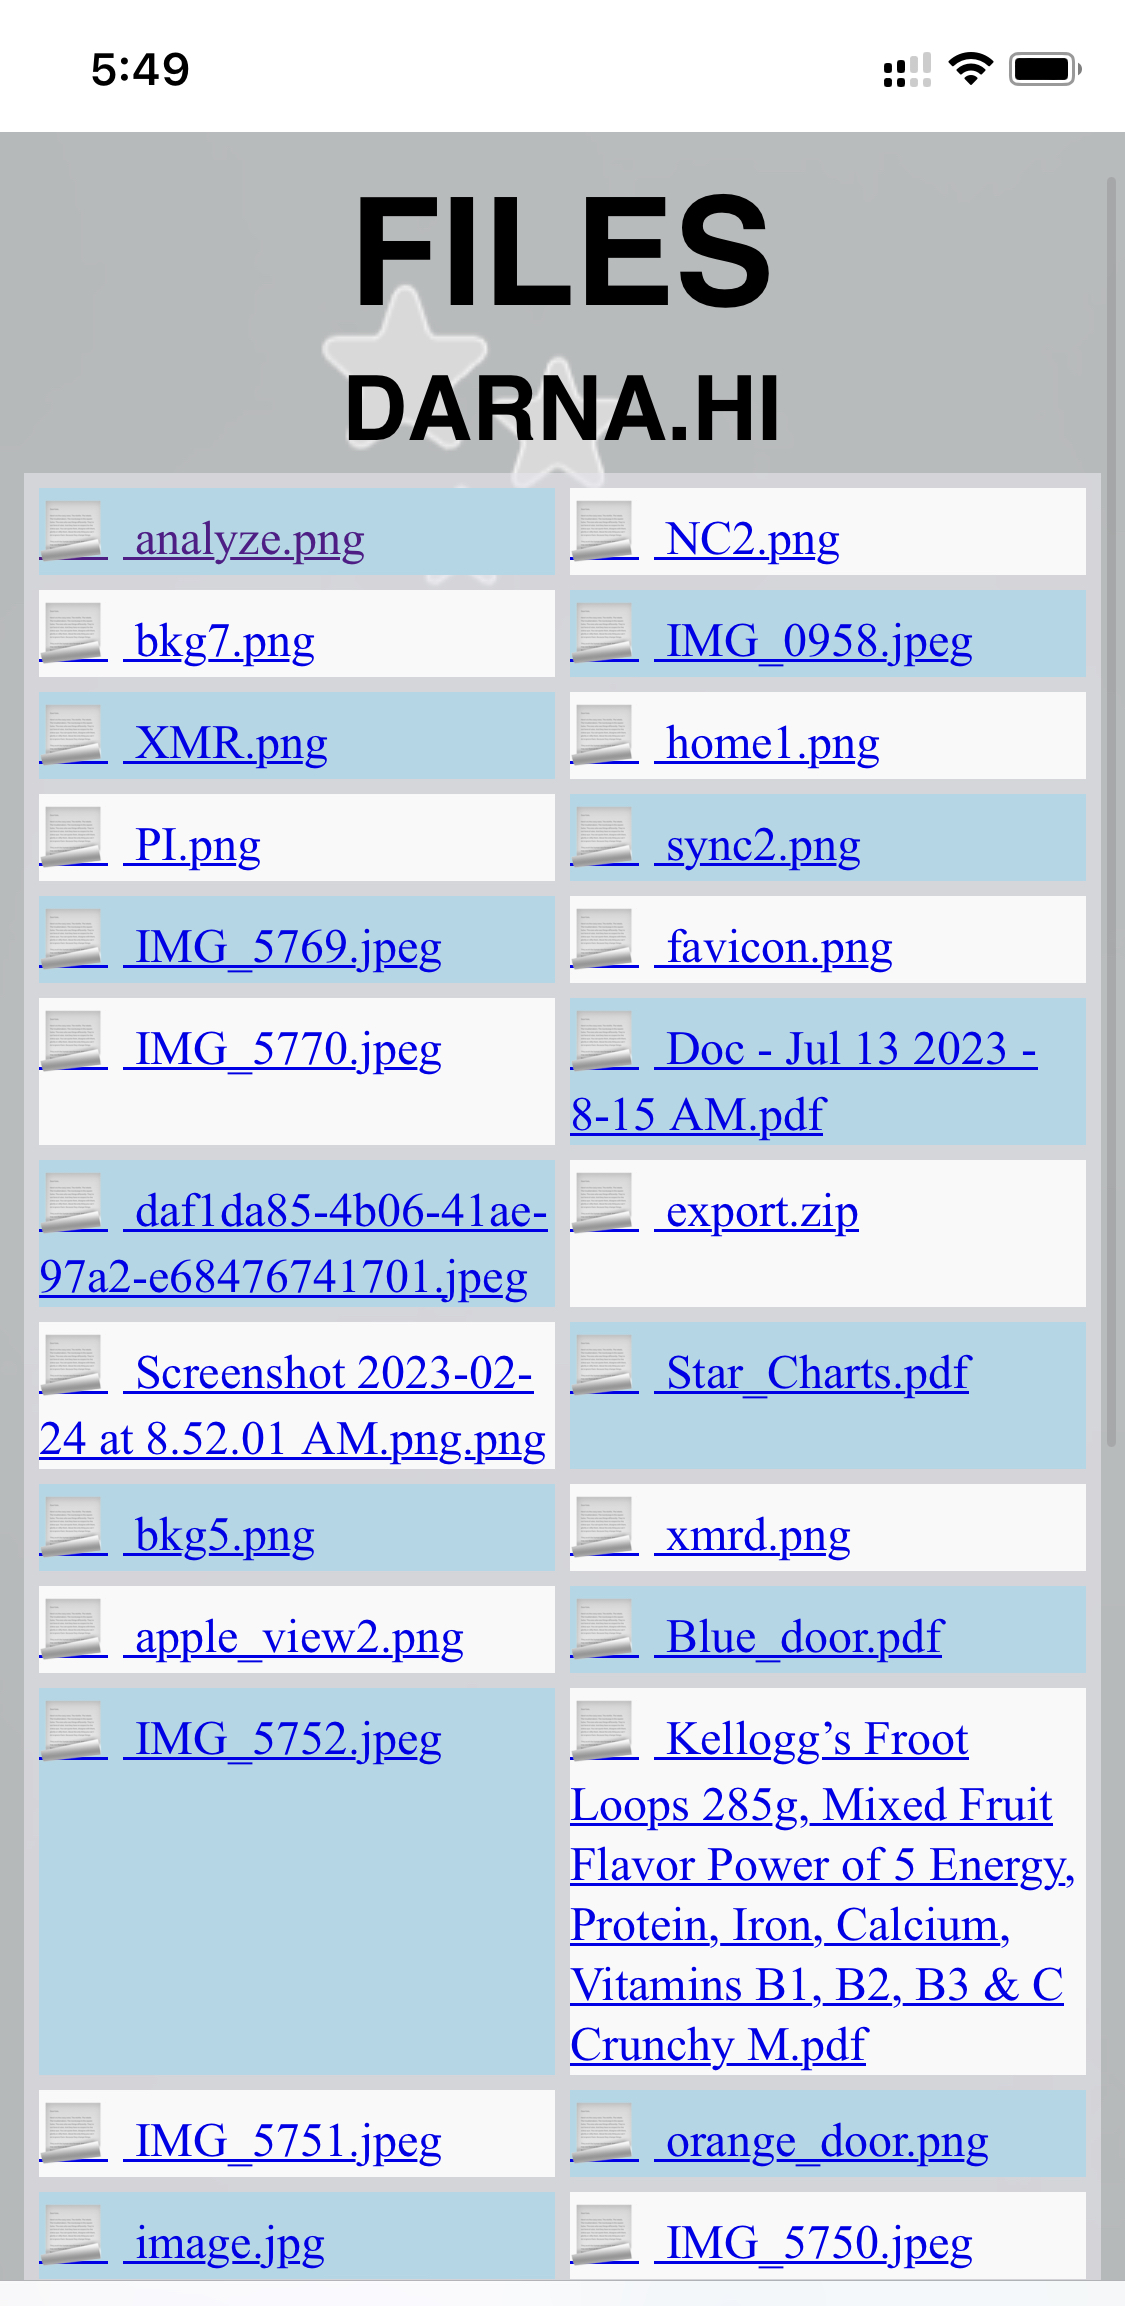 5:49
FILES
DARNA.HI
analyze.png
NC2.png
bkg7.png
IMG_0958.jpeg
XMR.png
home1.png
PI.png
sync2.png
IMG_5769.jpeg
favicon.png
IMG_5770.jpeg
Doc - Jul 13 2023 -
8-15 AM.pdf
daf1da85-4b06-41ae-
97a2-e68476741701.jpeg
export.zip
Screenshot 2023-02-
24 at 8.52.01 AM.png.png
Star_Charts.pdf
bkg5.png
xmrd.png
apple_view2.png
Blue_door.pdf
IMG_5752.jpeg
Kellogg’s Froot
Loops 285g, Mixed Fruit
Flavor Power of 5 Energy,
Protein, Iron, Calcium,
Vitamins B1, B2, B3 & C
Crunchy M.pdf
IMG_5751.jpeg
orange_door.png
image.jpg
IMG_5750.jpeg